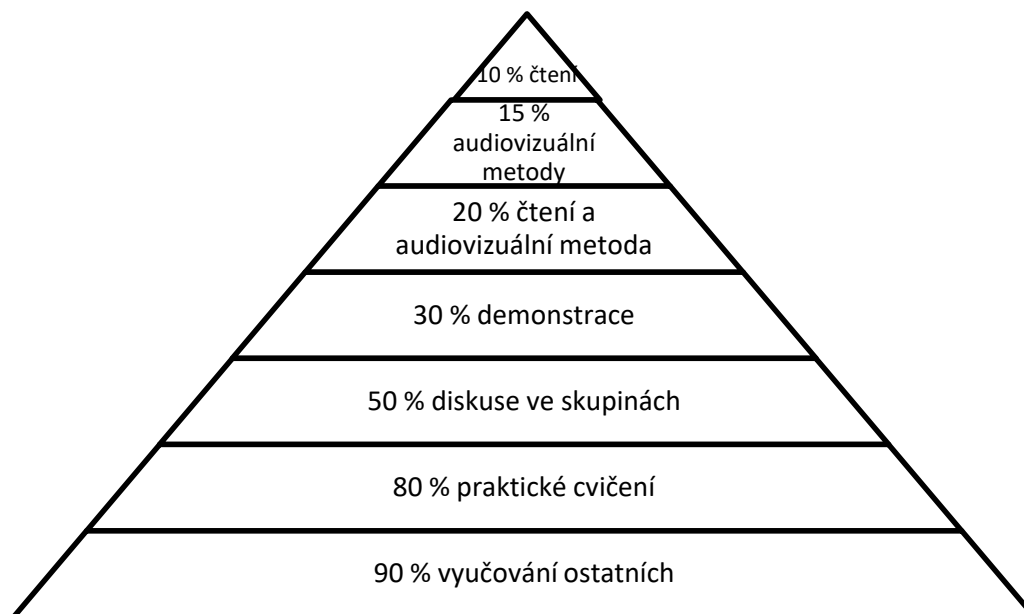 10 % čtení
15 %
audiovizuální
metody
20 % čtení a
audiovizuální metoda
30 % demonstrace
50 % diskuse ve skupinách
80 % praktické cvičení
90 % vyučování ostatních